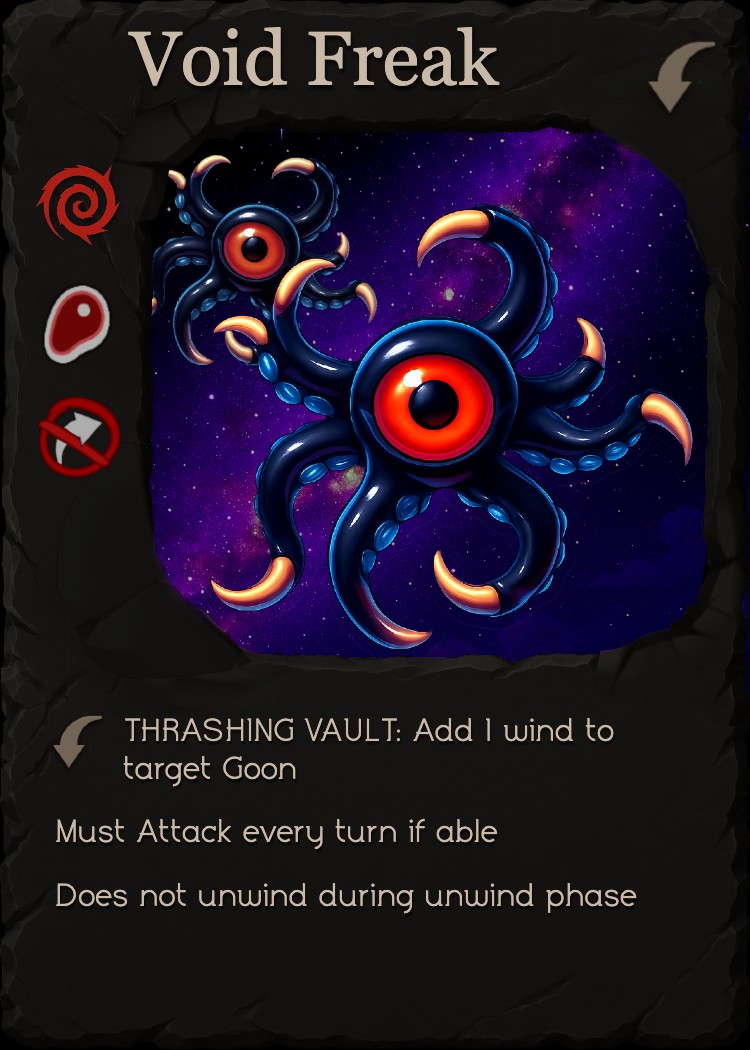 Void Freak
THRASHING VAULT: Add 1 wind to
target Goon
Must Attack every turn if able
Does not unwind during unwind phase